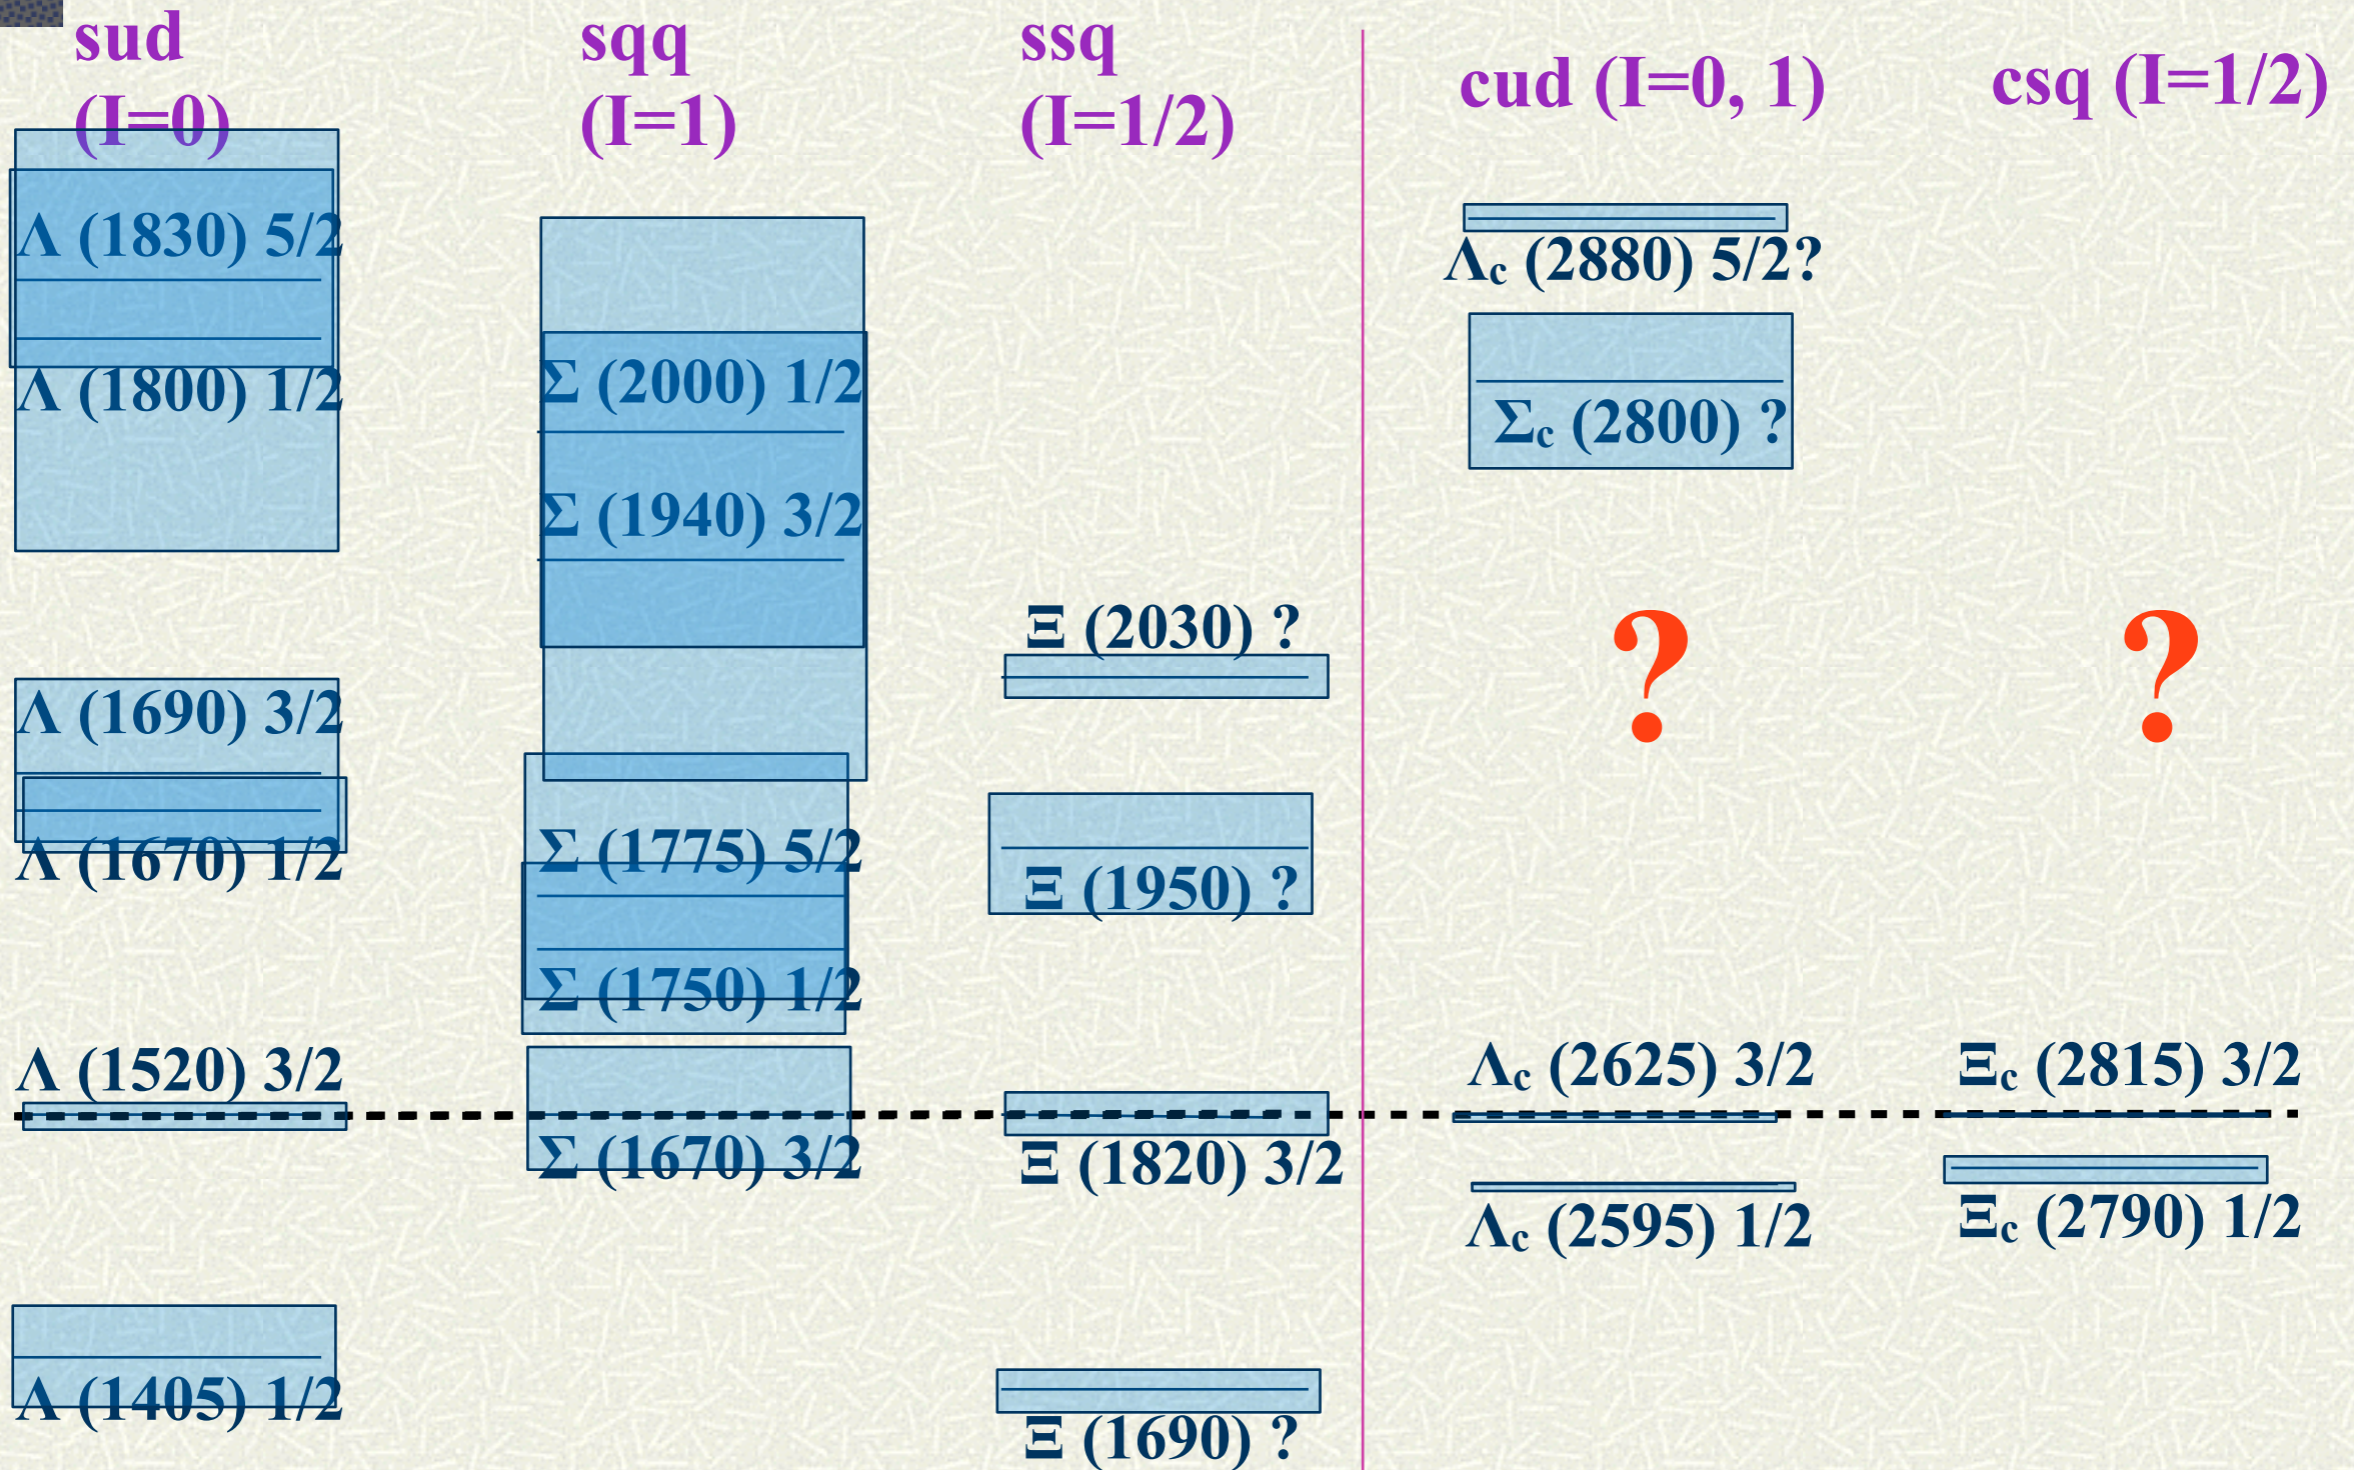 sud
(I=0)
Λ (1830) 5/2
Λ (1800) 1/2
Λ (1690) 3/2
Λ (1670) 1/2
Λ (1520) 3/2
Λ (1405) 1/2
sqq
(I=1)
Σ (2000) 1/2
Σ (1940) 3/2
Σ (1775) 5/2
Σ (1750) 1/2
Σ (1670) 3/2
ssq
(I=1/2)
Ξ (2030) ?
Ξ (1950) ?
Ξ (1820) 3/2
Ξ (1690) ?
cud (I=0, 1)
Λc (2880) 5/2?
Σc (2800) ?
?
Λc (2625) 3/2
Λc (2595) 1/2
csq (I=1/2)
?
Ξc (2815) 3/2
Ξc (2790) 1/2